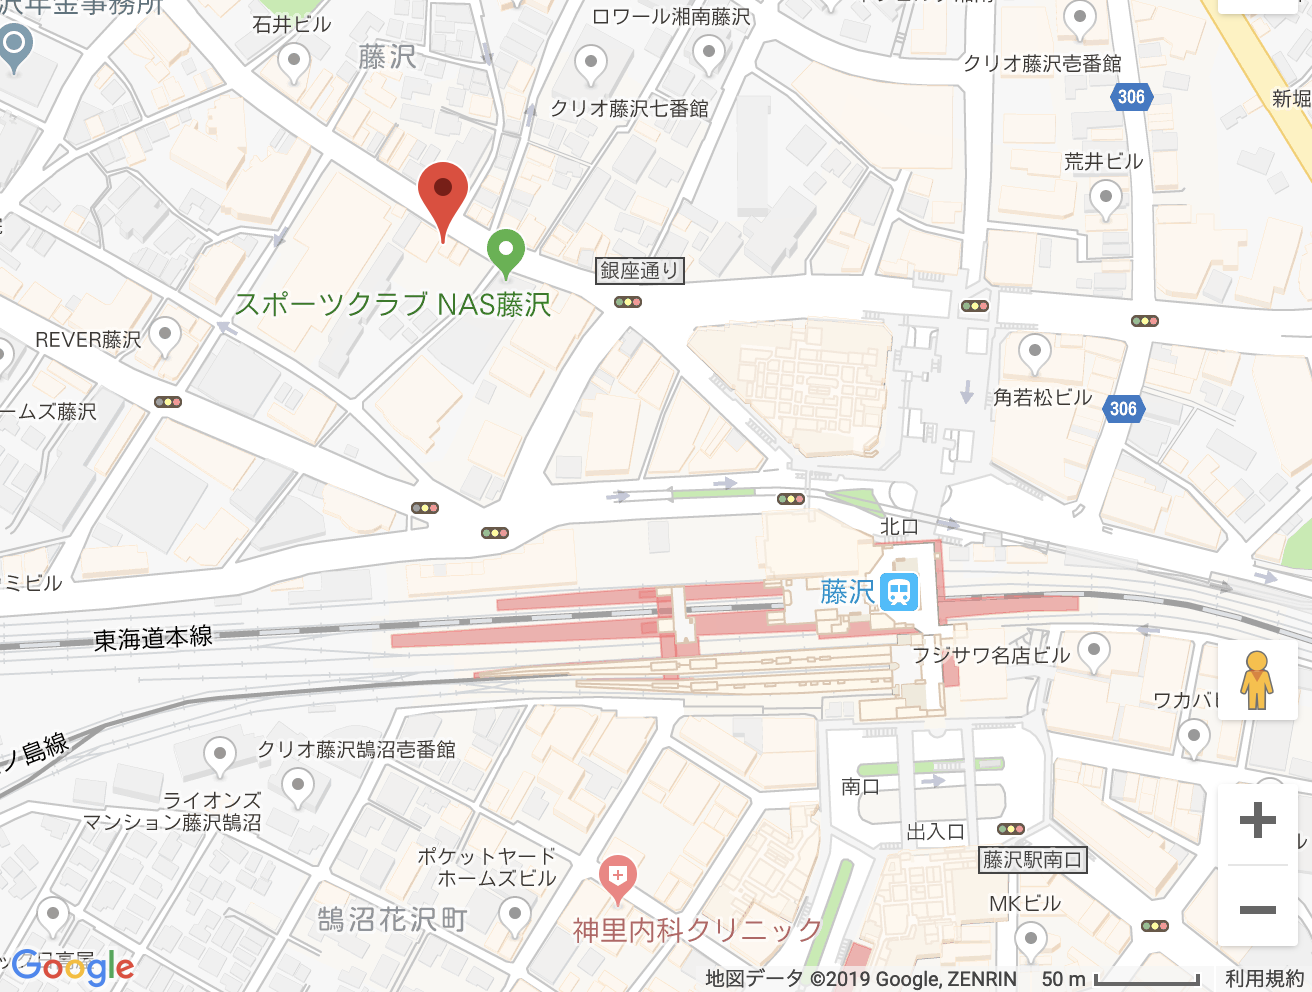 沢年金事務所
石井ビル
ロワール湘南藤沢
藤沢
クリオ藤沢壱番館
306
新堀
クリオ藤沢七番館
荒井ビル
銀座通り
スポーツクラブ NAS藤沢
REVER藤沢
角若松ビル
ームズ藤沢
306
北口
ミビル
藤沢
東海道本線
フジサワ名店ビル
ワカバ
ノ島線
クリオ藤沢鵠沼壱番館
南口
ライオンズ
マンション藤沢鵠沼
出入口
ポケットヤード
ホームズビル
藤沢駅南口
MKビル
鵠沼花沢町
神里内科クリニック
Google
地図データ ©2019 Google, ZENRIN
50 m
利用規約